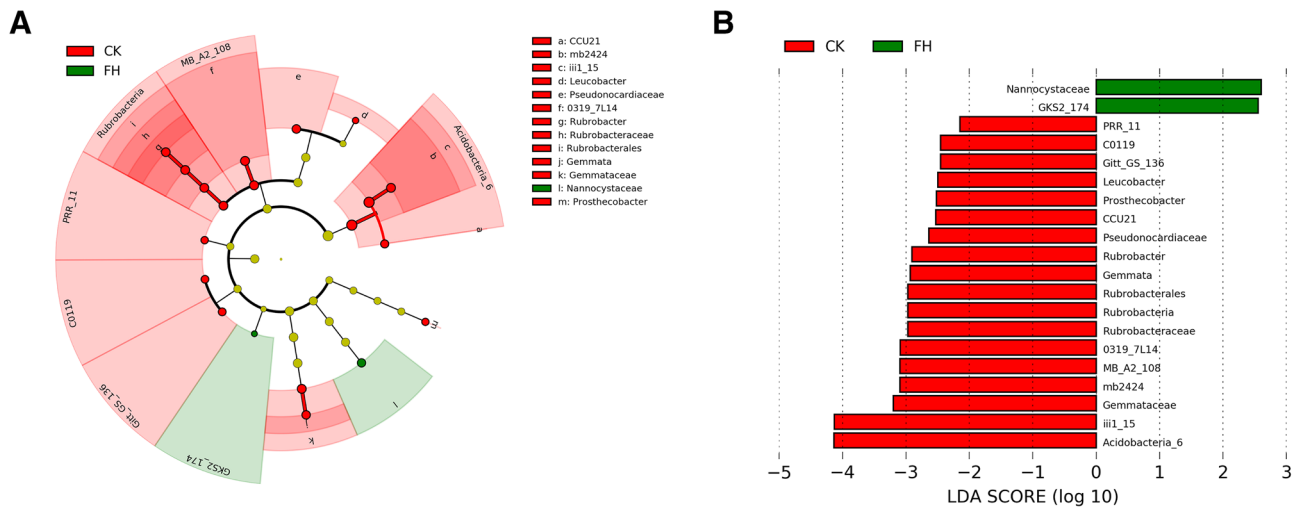 A
CK
FH
MB_A2_108
f
e
d
Rubrobacteria
i
h
g
Acidobacteria_6
c
b
a
PRR_11
C0119
Gitt_GS_136
GKS2_174
k
j
l
m
a: CCU21
b: mb2424
c: iii1_15
d: Leucobacter
e: Pseudonocardiaceae
f: 0319_7L14
g: Rubrobacter
h: Rubrobacteraceae
i: Rubrobacterales
j: Gemmata
k: Gemmataceae
l: Nannocystaceae
m: Prosthecobacter
B
CK FH
Nannocystaceae
GKS2_174
PRR_11
C0119
Gitt_GS_136
Leucobacter
Prosthecobacter
CCU21
Pseudonocardiaceae
Rubrobacter
Gemmata
Rubrobacterales
Rubrobacteria
Rubrobacteraceae
0319_7L14
MB_A2_108
mb2424
Gemmataceae
iii1_15
Acidobacteria_6
−5 −4 −3 −2 −1 0 1 2 3
LDA SCORE (log 10)